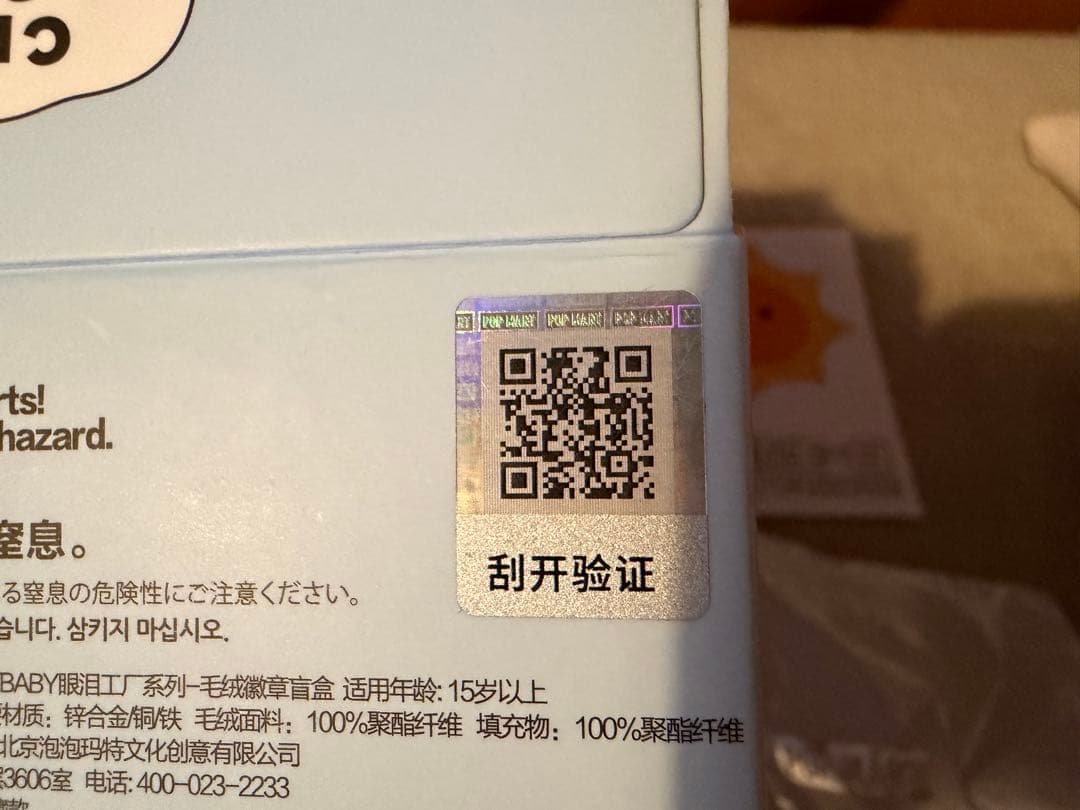 POP MART POP MART POP MART
刮开验证
rts!
hazard.
窒息。
る窒息の危険性にご注意ください。
습니다. 삼키지 마십시오.
BABY眼泪工厂系列-毛绒徽章盲盒 适用年龄: 15岁以上
材质: 锌合金/铜/铁 毛绒面料: 100%聚酯纤维 填充物: 100%聚酯纤维
北京泡泡玛特文化创意有限公司
3606室 电话: 400-023-2233